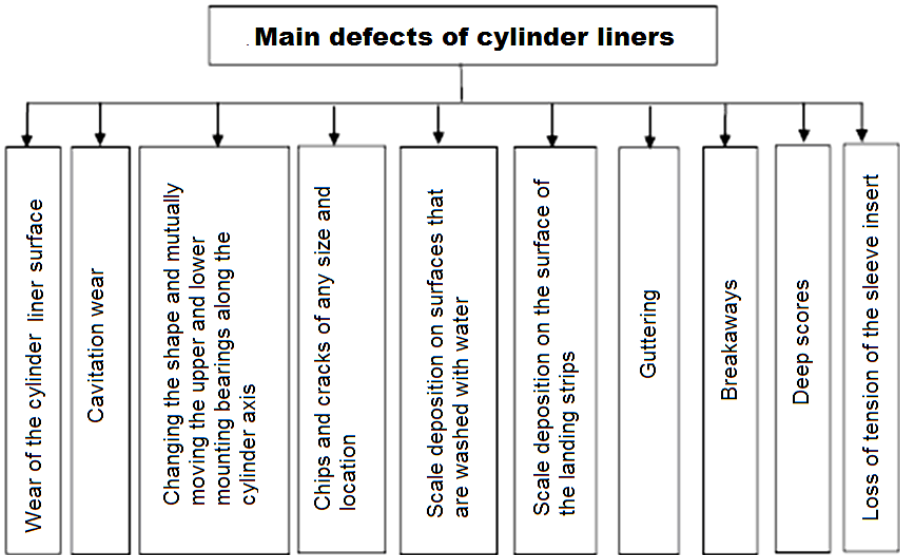 Main defects of cylinder liners
Wear of the cylinder liner surface
Cavitation wear
Changing the shape and mutually
moving the upper and lower
mounting bearings along the
cylinder axis
Chips and cracks of any size and
location
Scale deposition on surfaces that
are washed with water
Scale deposition on the surface of
the landing strips
Guttering
Breakaways
Deep scores
Loss of tension of the sleeve insert